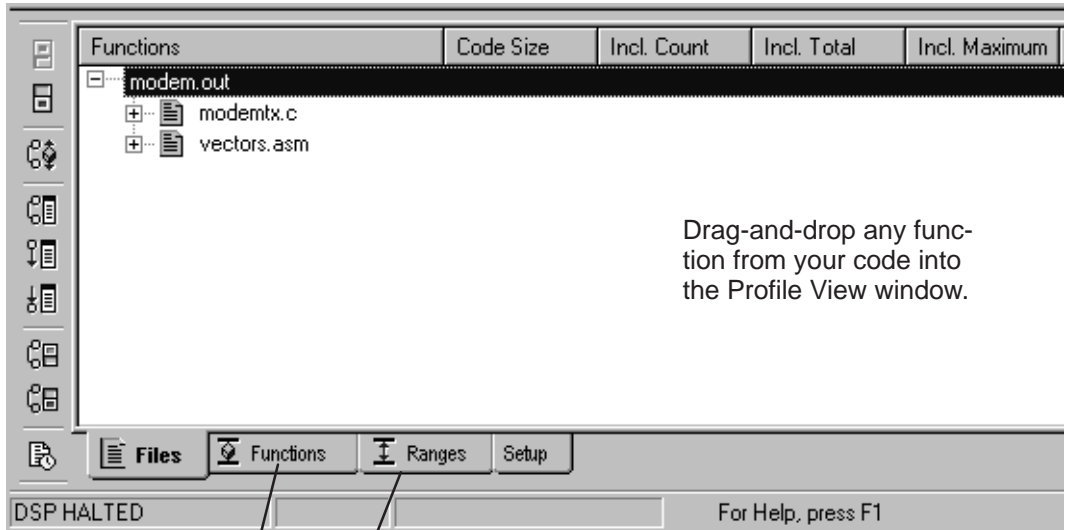 Functions Code Size Incl. Count Incl. Total Incl. Maximum
modem.out
modemtx.c
vectors.asm
Drag-and-drop any func-
tion from your code into
the Profile View window.
Files Functions Ranges Setup
DSP HALTED For Help, press F1